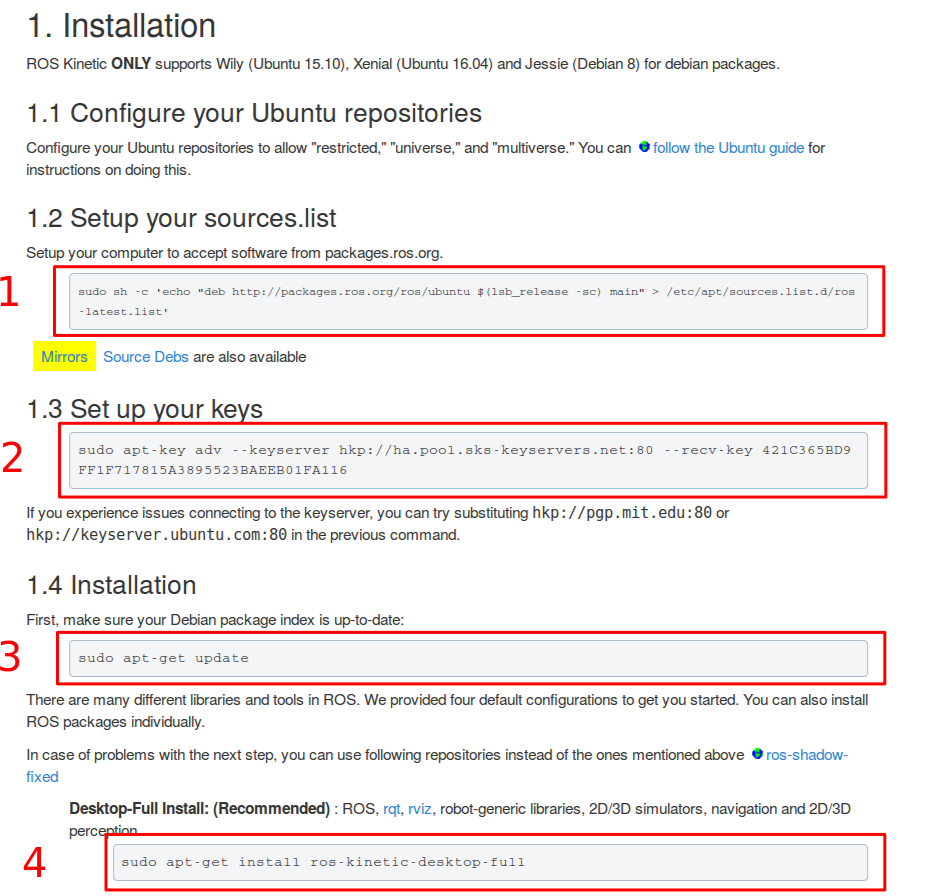 1. Installation
ROS Kinetic ONLY supports Wily (Ubuntu 15.10), Xenial (Ubuntu 16.04) and Jessie (Debian 8) for debian packages.
1.1 Configure your Ubuntu repositories
Configure your Ubuntu repositories to allow "restricted," "universe," and "multiverse." You can follow the Ubuntu guide for
instructions on doing this.
1.2 Setup your sources.list
Setup your computer to accept software from packages.ros.org.
1
sudo sh -c 'echo "deb http://packages.ros.org/ros/ubuntu $(lsb_release -sc) main" > /etc/apt/sources.list.d/ros
-latest.list'
Mirrors Source Debs are also available
1.3 Set up your keys
2
sudo apt-key adv --keyserver hkp://ha.pool.sks-keyservers.net:80 --recv-key 421C365BD9
FF1F717815A3895523BAEEB01FA116
If you experience issues connecting to the keyserver, you can try substituting hkp://pgp.mit.edu:80 or
hkp://keyserver.ubuntu.com:80 in the previous command.
1.4 Installation
First, make sure your Debian package index is up-to-date:
3
sudo apt-get update
There are many different libraries and tools in ROS. We provided four default configurations to get you started. You can also install
ROS packages individually.
In case of problems with the next step, you can use following repositories instead of the ones mentioned above ros-shadow-
fixed
Desktop-Full Install: (Recommended) : ROS, rqt, rviz, robot-generic libraries, 2D/3D simulators, navigation and 2D/3D
perception
4
sudo apt-get install ros-kinetic-desktop-full